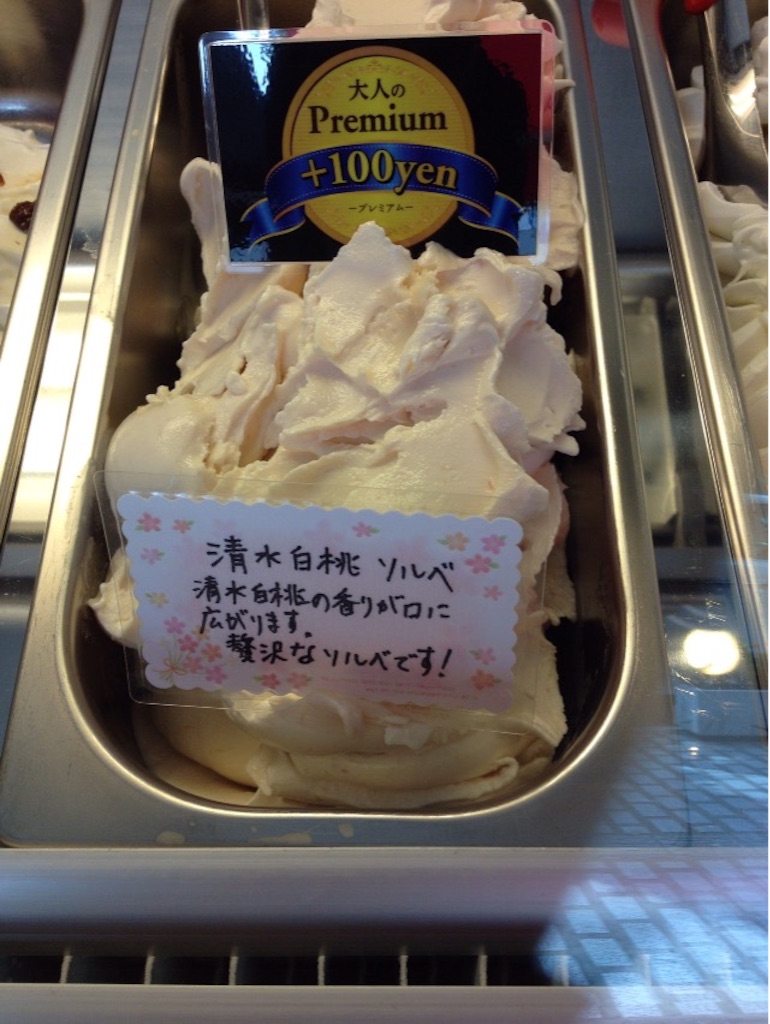 大人の
Premium
+100yen
ープレミアムー
清水白桃 ソルベ
清水白桃の香りが口に
広がります。
贅沢なソルベです!